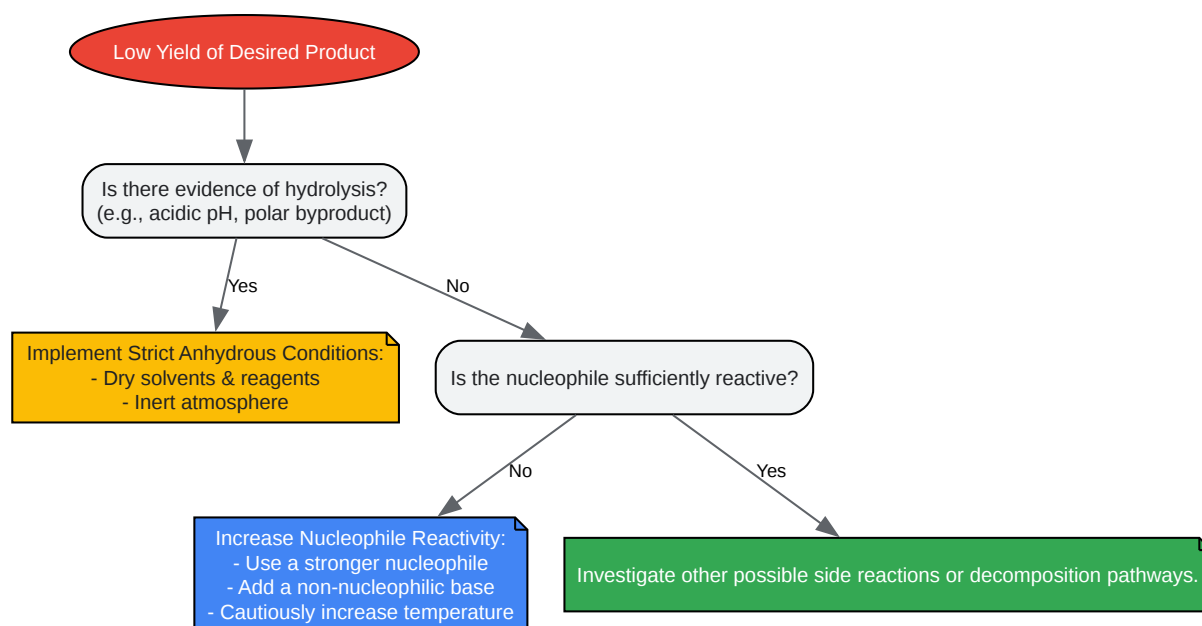 Low Yield of Desired Product
Is there evidence of hydrolysis?
(e.g., acidic pH, polar byproduct)
Yes
No
Implement Strict Anhydrous Conditions:
- Dry solvents & reagents
- Inert atmosphere
Is the nucleophile sufficiently reactive?
No
Yes
Increase Nucleophile Reactivity:
- Use a stronger nucleophile
- Add a non-nucleophilic base
- Cautiously increase temperature
Investigate other possible side reactions or decomposition pathways.